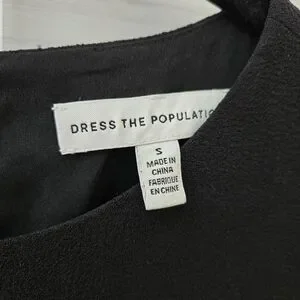 DRESS THE POPULATIO
S
MADE IN
CHINA
FABRIQUE
EN CHINE